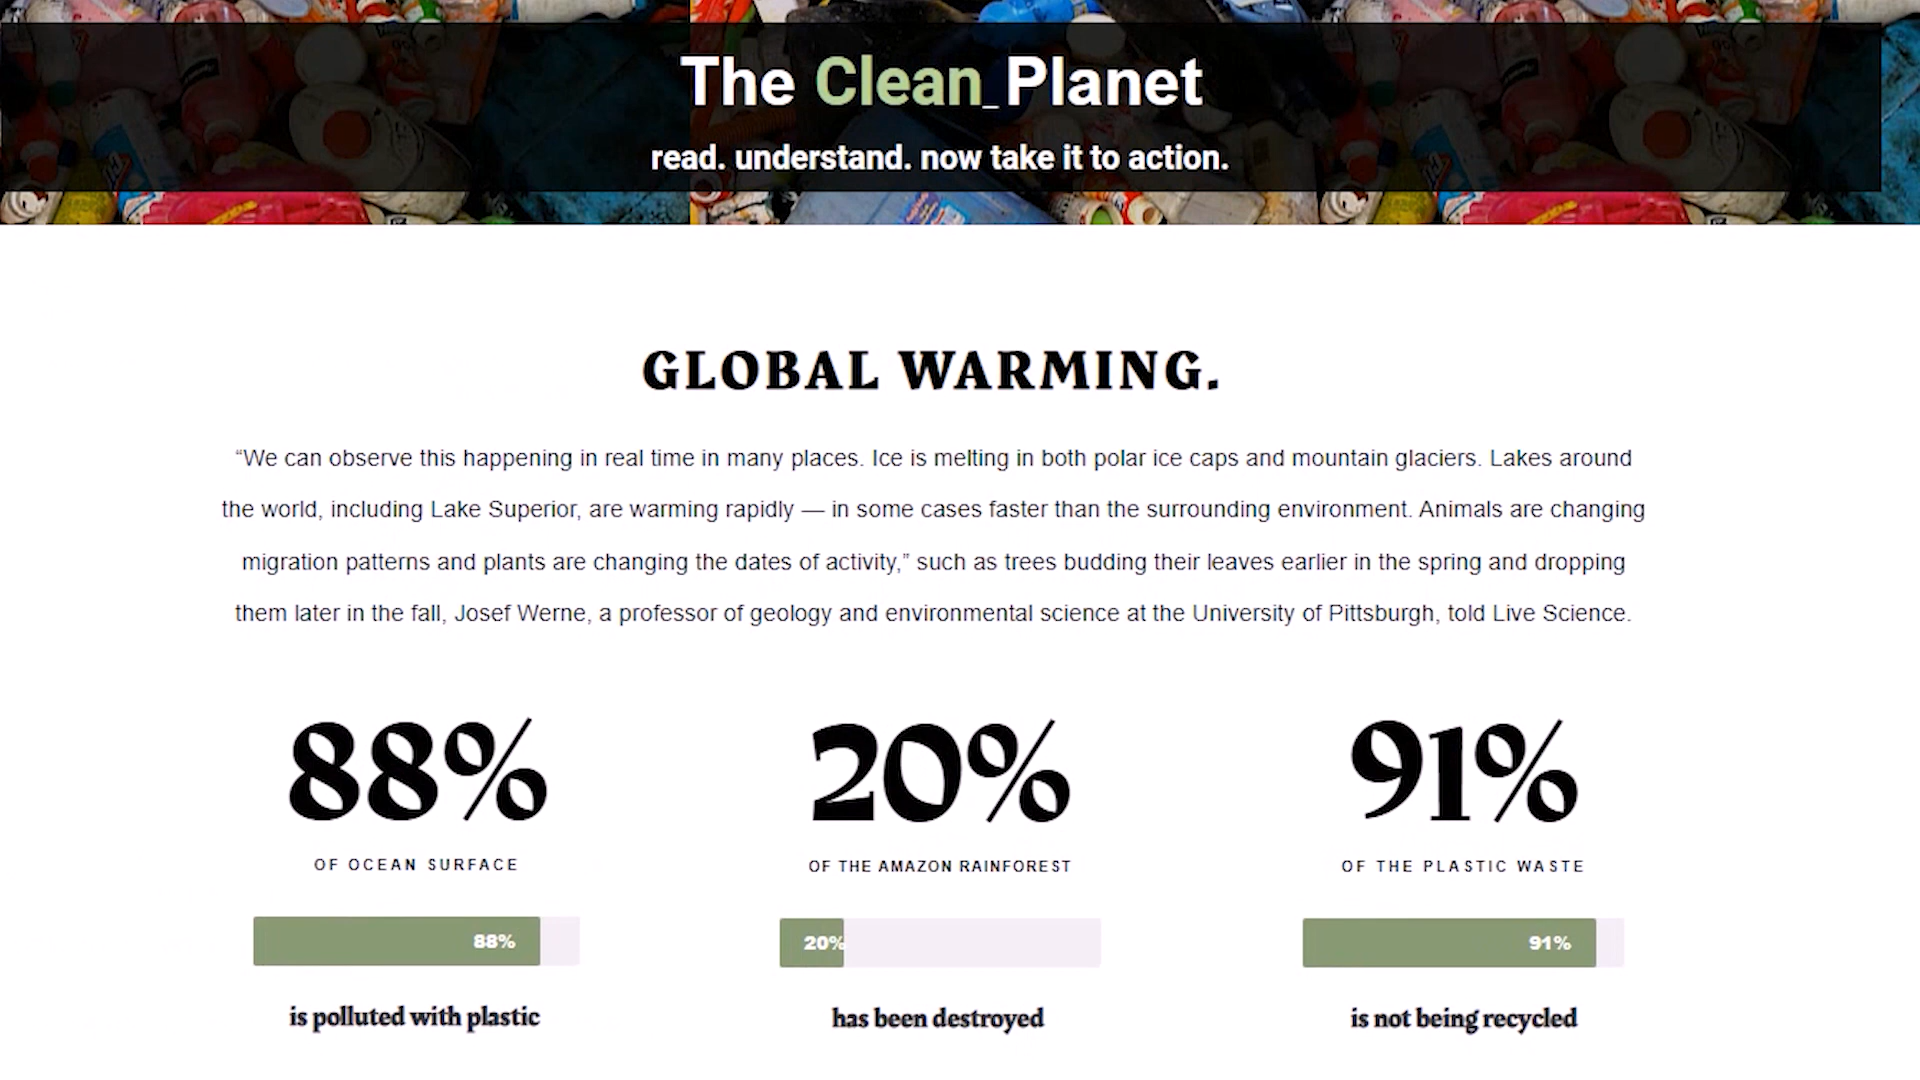 The Clean_Planet
read. understand. now take it to action.
GLOBAL WARMING.
“We can observe this happening in real time in many places. Ice is melting in both polar ice caps and mountain glaciers. Lakes around
the world, including Lake Superior, are warming rapidly — in some cases faster than the surrounding environment. Animals are changing
migration patterns and plants are changing the dates of activity,” such as trees budding their leaves earlier in the spring and dropping
them later in the fall, Josef Werne, a professor of geology and environmental science at the University of Pittsburgh, told Live Science.
88%
OF OCEAN SURFACE
88%
is polluted with plastic
20%
OF THE AMAZON RAINFOREST
20%
has been destroyed
91%
OF THE PLASTIC WASTE
91%
is not being recycled